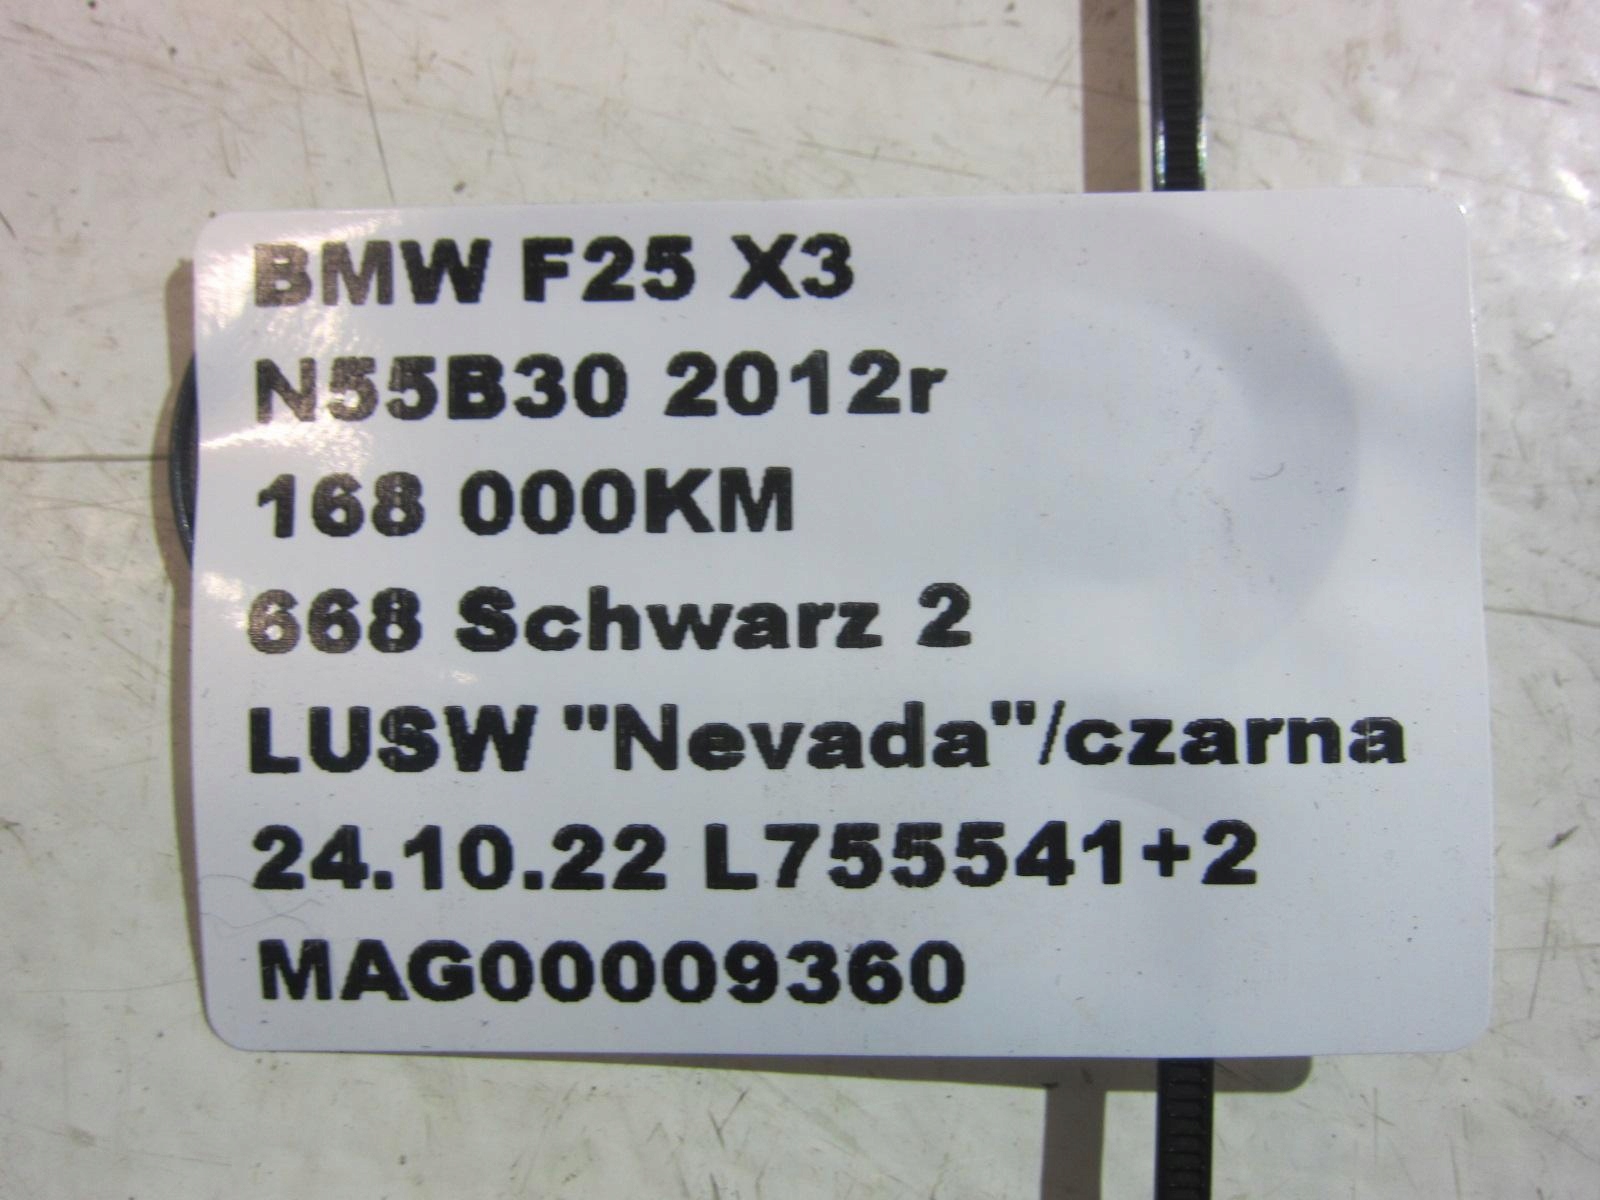 BMW F25 X3
N55B30 2012r
168 000KM
668 Schwarz 2
LUSW "Nevada"/czarna
24.10.22 L755541+2
MAG00009360